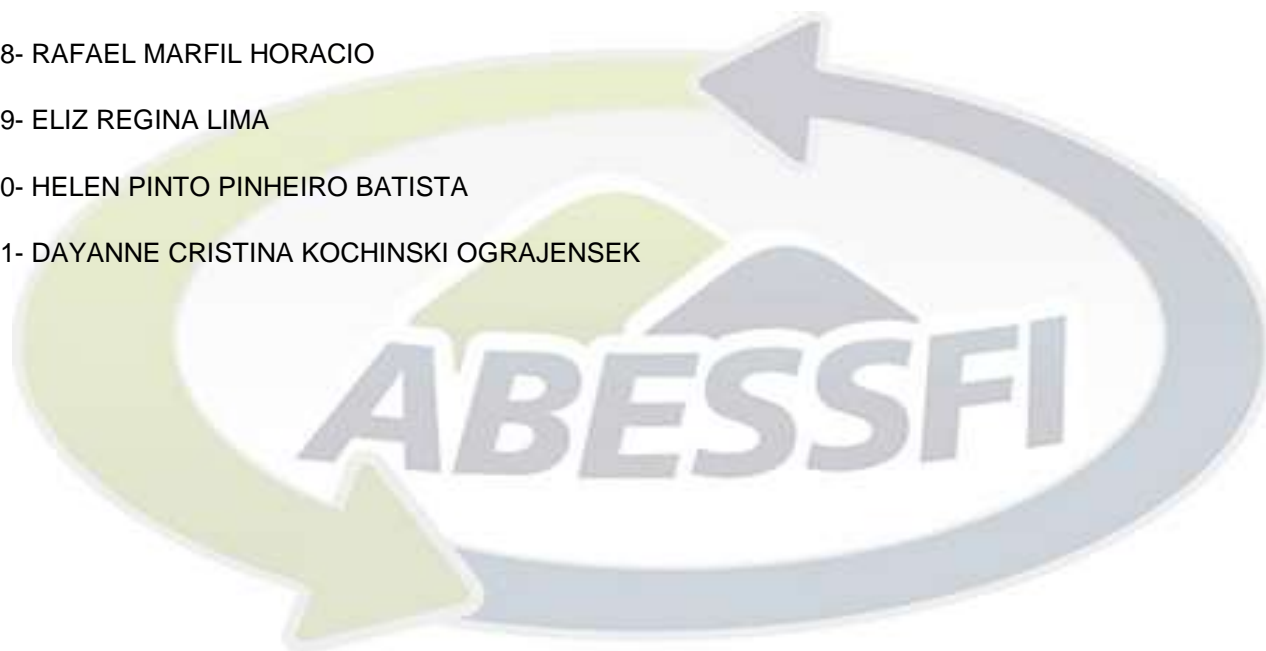 8- RAFAEL MARFIL HORACIO
9- ELIZ REGINA LIMA
0- HELEN PINTO PINHEIRO BATISTA
1- DAYANNE CRISTINA KOCHINSKI OGRAJENSEK
ABESSFI